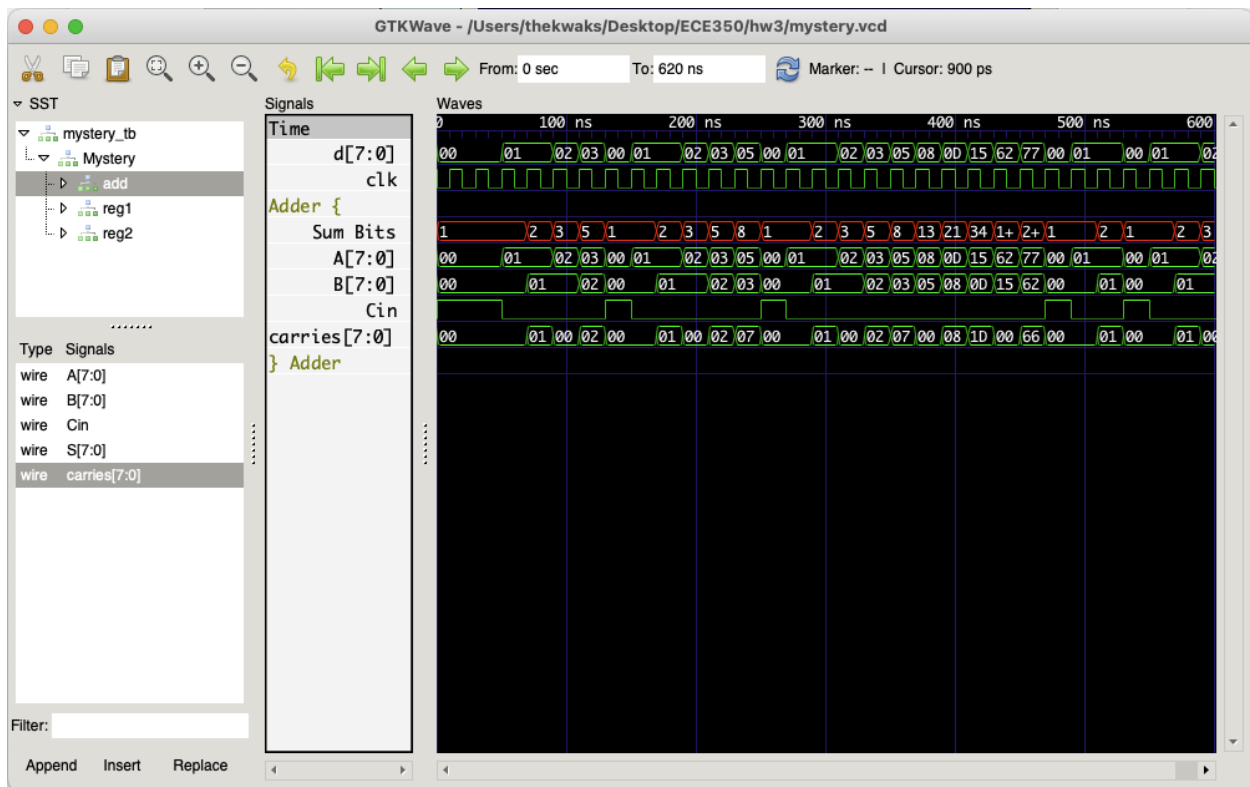 GTKWave - /Users/thekwaks/Desktop/ECE350/hw3/mystery.vcd
From: 0 sec To: 620 ns Marker: -- | Cursor: 900 ps
SST
mystery_tb
Mystery
add
reg1
reg2
Type Signals
wire A[7:0]
wire B[7:0]
wire Cin
wire S[7:0]
wire carries[7:0]
Filter:
Append Insert Replace
Signals
Time
d[7:0]
clk
Adder {
Sum Bits
A[7:0]
B[7:0]
Cin
carries[7:0]
} Adder
Waves
0 100 ns 200 ns 300 ns 400 ns 500 ns 600
00 01 02 03 00 01 02 03 05 00 01 02 03 05 08 0D 15 62 77 00 01 00 01 02
1 2 3 5 1 2 3 5 8 1 2 3 5 8 13 21 34 1+ 2+ 1 2 1 2 3
00 01 02 03 00 01 02 03 05 00 01 02 03 05 08 0D 15 62 77 00 01 00 01 02
00 01 02 00 01 02 03 00 01 02 03 05 08 0D 15 62 00 01 00 01
00 01 00 02 00 01 00 02 07 00 01 00 02 07 00 08 1D 00 66 00 01 00 01 00